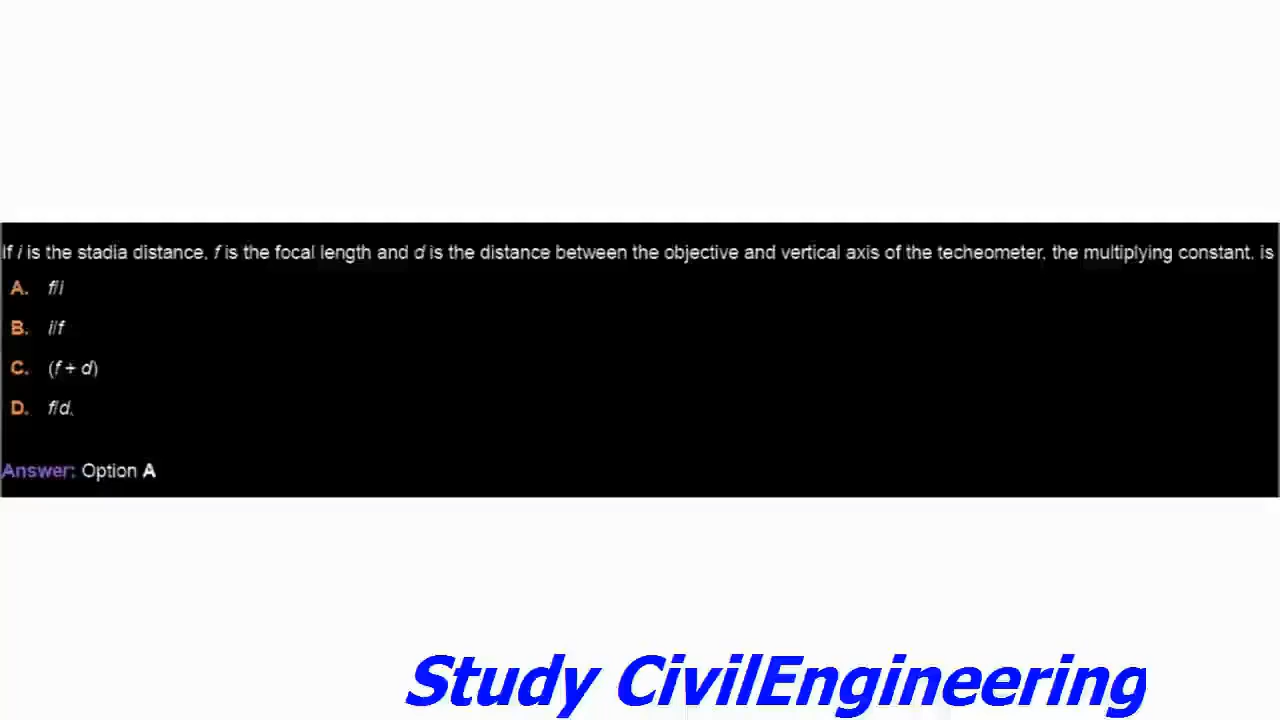 If i is the stadia distance, f is the focal length and d is the distance between the objective and vertical axis of the techeometer, the multiplying constant, is
A. f/i
B. i/f
C. (f + d)
D. f/d.
Answer: Option A
Study CivilEngineering